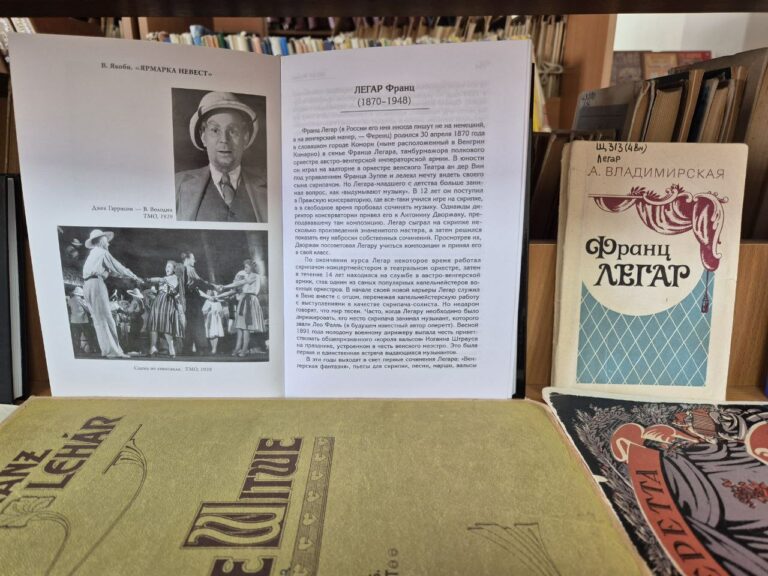 В. Якоби. «ЯРМАРКА НЕВЕСТ»
Джек Гаррисон — В. Володин
ТМО, 1939
Сцена из спектакля. ТМО, 1939
ЛЕГАР Франц
(1870–1948)
Франц Легар (в России его имя иногда пишут не на немецкий,
а на венгерский манер, — Ференц) родился 30 апреля 1870 года
в словацком городе Коморн (ныне расположенный в Венгрии
Комарно) в семье Франца Легара, тамбурмажора полкового
оркестра австро-венгерской императорской армии. В юности
он играл на валторне в оркестре венского Театра ан дер Вин
под управлением Франца Зуппе и лелеял мечту видеть своего
сына скрипачом. Но Легара-младшего с детства больше зани-
мал вопрос, как «выдумывают музыку». В 12 лет он поступил
в Пражскую консерваторию, где все-таки учился игре на скрипке,
а в свободное время пробовал сочинять музыку. Однажды ди-
ректор консерватории привел его к Антонину Дворжаку, пре-
подававшему там композицию. Легар сыграл на скрипке не-
сколько произведений знаменитого мастера, а затем решился
показать ему наброски собственных сочинений. Просмотрев их,
Дворжак посоветовал Легару учиться композиции и принял его
в свой класс.
По окончании курса Легар некоторое время работал
скрипачом-концертмейстером в театральном оркестре, затем
в течение 14 лет находился на службе в австро-венгерской
армии, став одним из самых популярных капельмейстеров во-
енных оркестров. В начале своей новой карьеры Легар служил
в Вене вместе с отцом, перемежая капельмейстерскую работу
с выступлениями в качестве скрипача-солиста. Но недаром
говорят, что мир тесен. Часто, когда Легару необходимо было
дирижировать, его место скрипача занимал музыкант, которого
звали Лео Фалль (в будущем известный автор оперетт). Весной
1891 года молодому военному дирижеру выпала честь привет-
ствовать общепризнанного «короля вальсов» Иоганна Штрауса
на празднике, устроенном в честь венского маэстро. Это была
первая и единственная встреча выдающихся музыкантов.
В эти годы выходят в свет первые сочинения Легара: «Вен-
герская фантазия», пьесы для скрипки, песни, марши, вальсы
Щ313(4Вн)
Легар
А. ВЛАДИМИРСКАЯ
Франц
ЛЕГАР
ANZ
LEHÁR
E WITWE
ЕРЕТТА